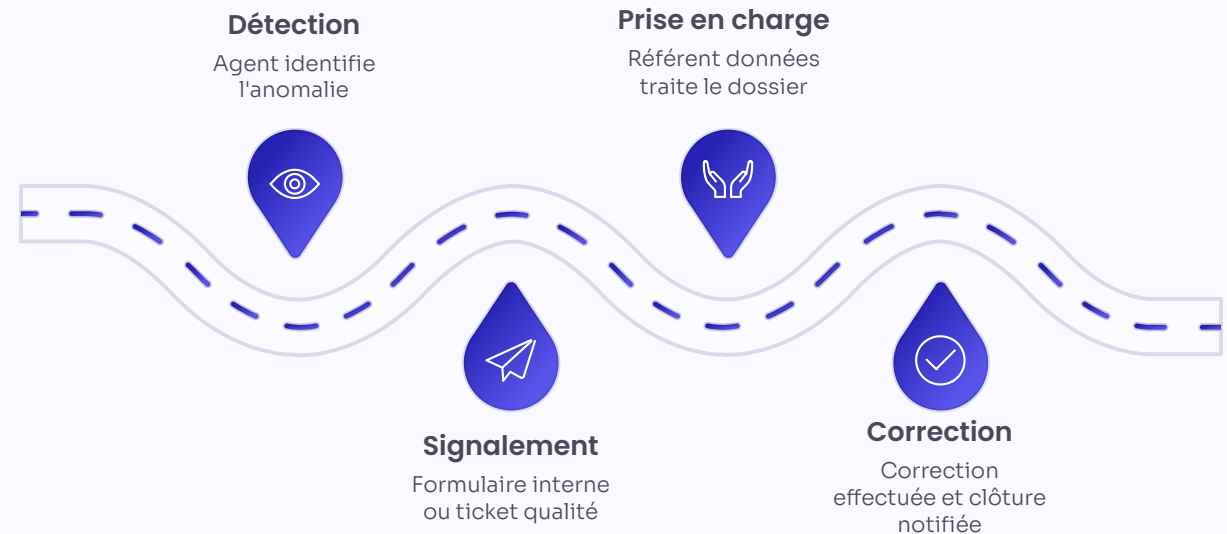 Détection
Agent identifie
l'anomalie
Signalement
Formulaire interne
ou ticket qualité
Prise en charge
Référent données
traite le dossier
Correction
Correction
effectuée et clôture
notifiée